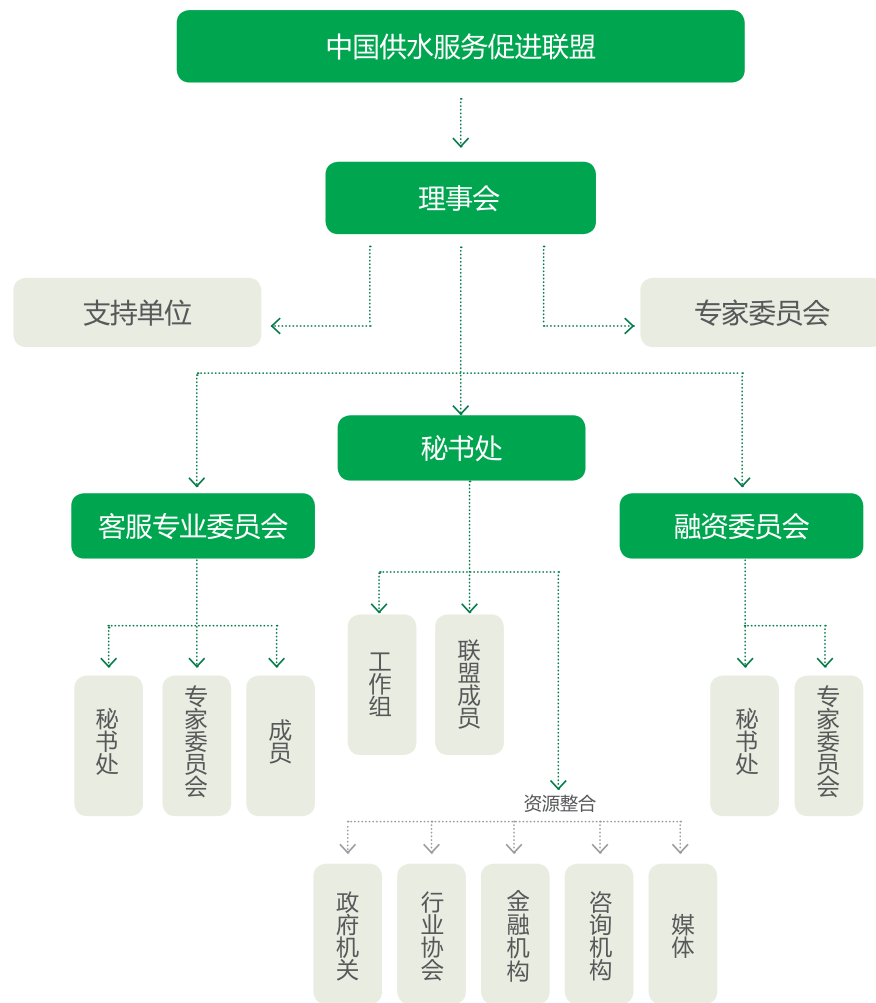 中国供水服务促进联盟
理事会
支持单位
专家委员会
秘书处
客服专业委员会
融资委员会
工作组
联盟成员
秘书处
专家委员会
成员
秘书处
专家委员会
资源整合
政府机关
行业协会
金融机构
咨询机构
媒体